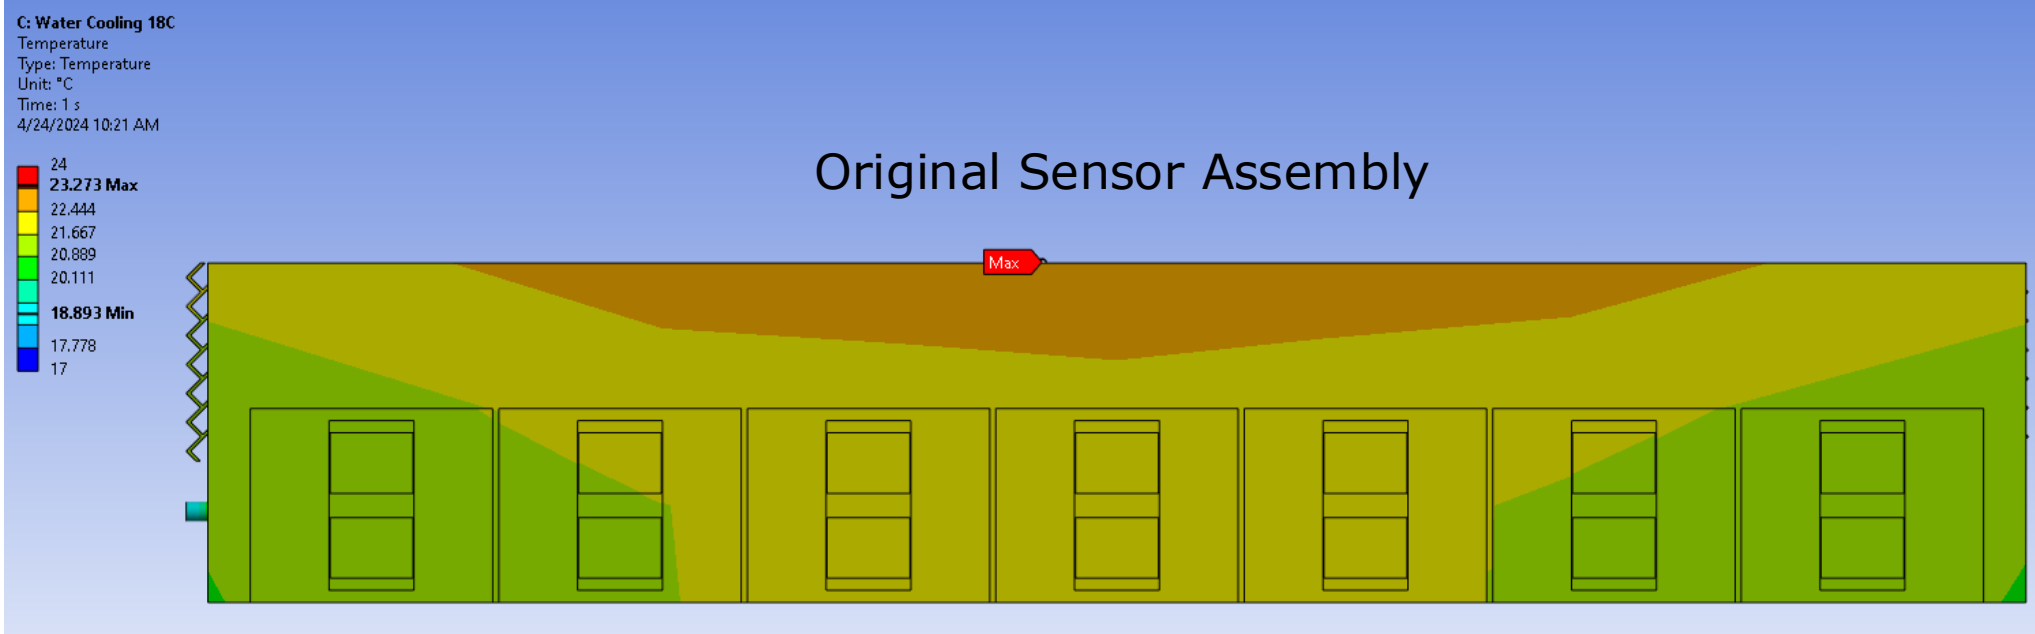 C: Water Cooling 18C
Temperature
Type: Temperature
Unit: °C
Time: 1 s
4/24/2024 10:21 AM
24
23.273 Max
22.444
21.667
20.889
20.111
18.893 Min
17.778
17
Original Sensor Assembly
Max